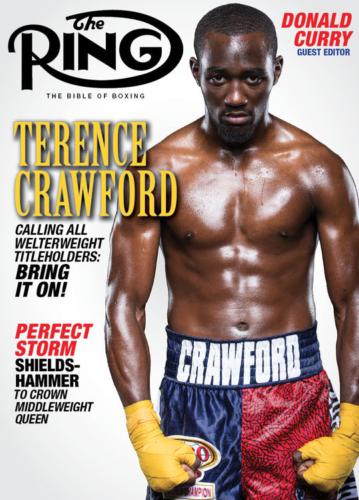 The
RING
THE BIBLE OF BOXING
DONALD
CURRY
GUEST EDITOR
TERENCE
CRAWFORD
CALLING ALL
WELTERWEIGHT
TITLEHOLDERS:
BRING
IT ON!
PERFECT
STORM
SHIELDS-
HAMMER
TO CROWN
MIDDLEWEIGHT
QUEEN
CRAWFORD
CHAMPION